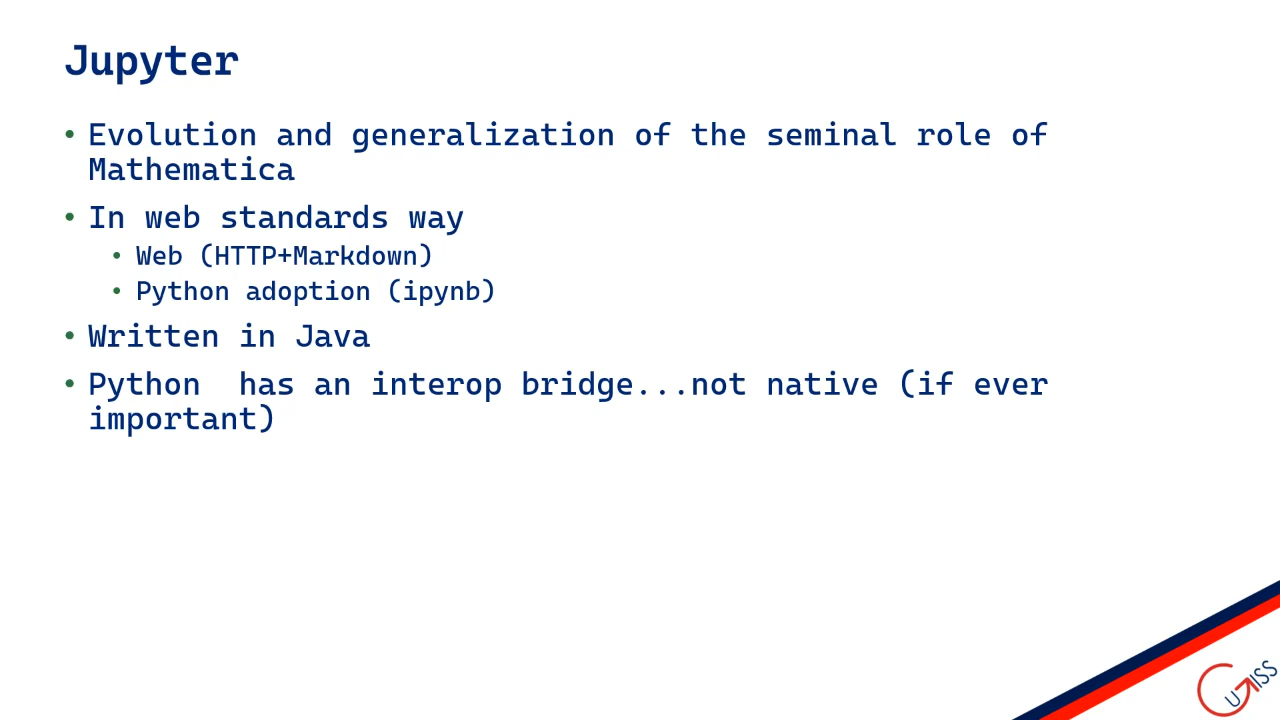 Jupyter
• Evolution and generalization of the seminal role of
Mathematica
• In web standards way
• Web (HTTP+Markdown)
• Python adoption (ipynb)
• Written in Java
• Python  has an interop bridge...not native (if ever
important)
GUISS